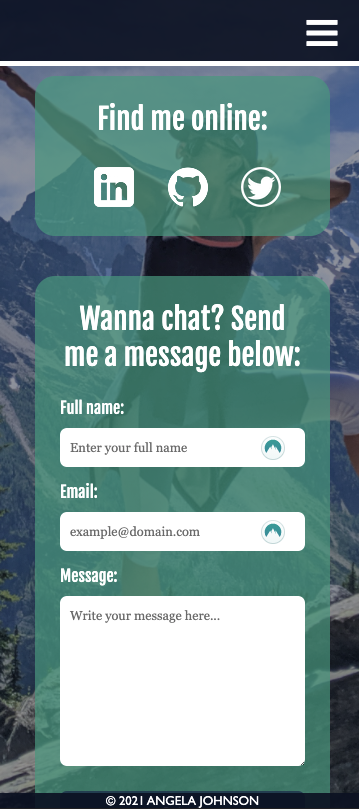 Find me online:
Wanna chat? Send
me a message below:
Full name:
Enter your full name
Email:
example@domain.com
Message:
Write your message here...
© 2021 ANGELA JOHNSON